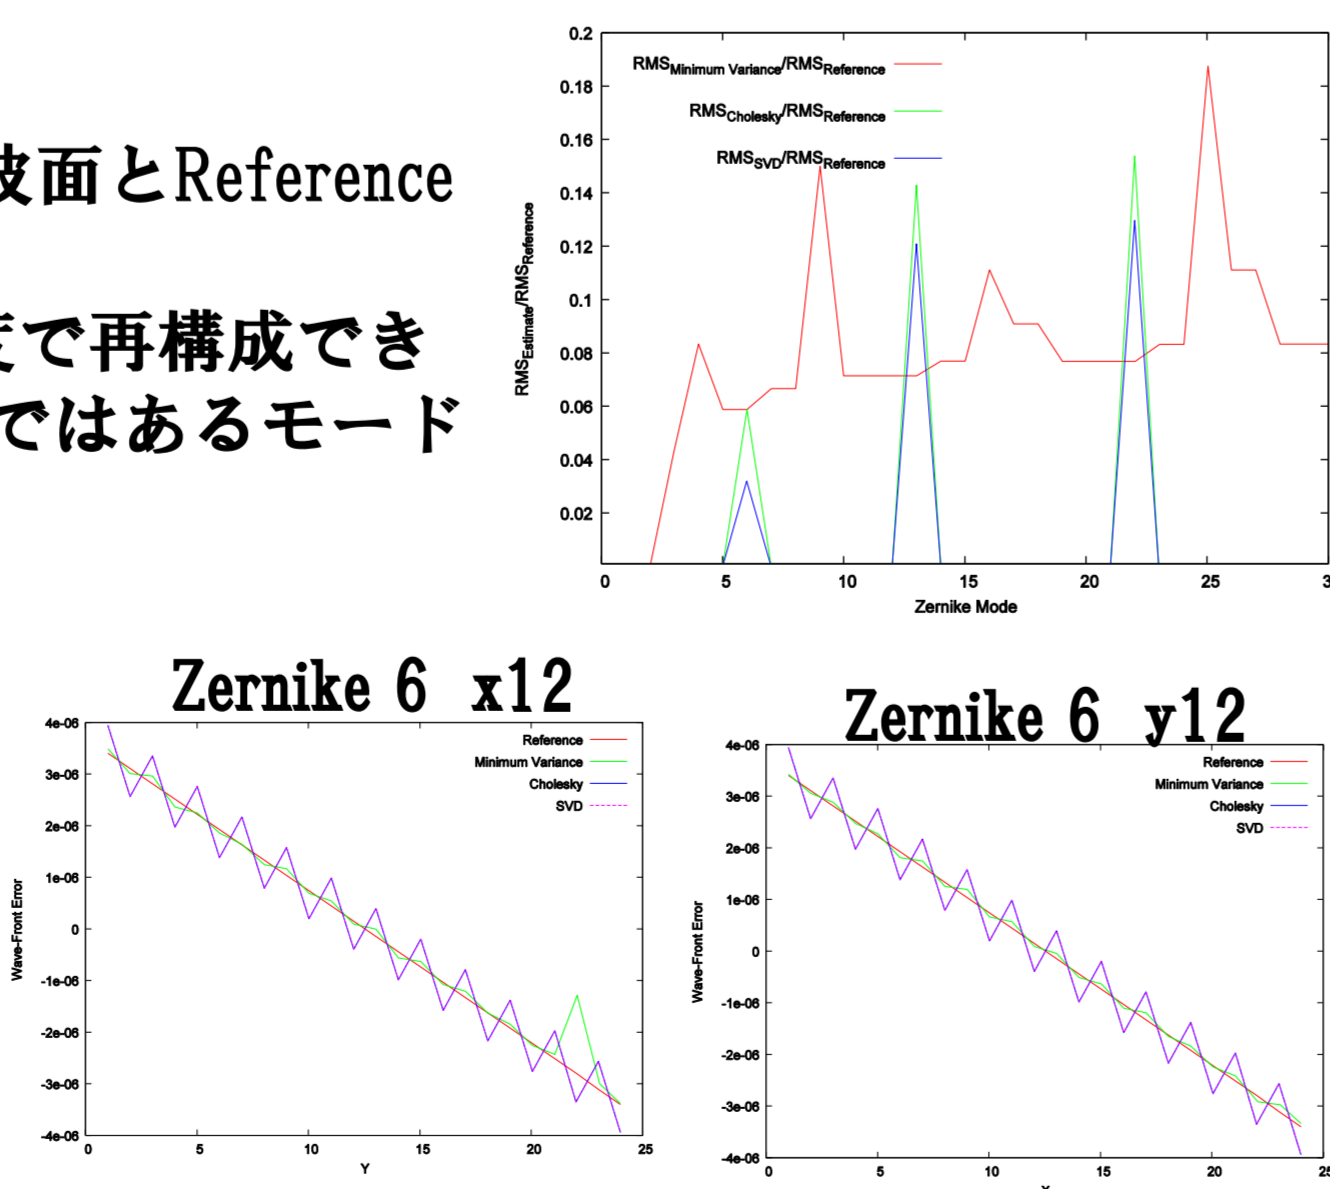 面とReference
で再構成でき
ではあるモード
RMSMinimum Variance/RMSReference
RMSCholesky/RMSReference
RMSSVD/RMSReference
RMSEstimate/RMSReference
0.2
0.18
0.16
0.14
0.12
0.1
0.08
0.06
0.04
0.02
0 5 10 15 20 25 3
Zernike Mode
Zernike 6 x12
Reference
Minimum Variance
Cholesky
SVD
Wave-Front Error
4e-06
3e-06
2e-06
1e-06
0
-1e-06
-2e-06
-3e-06
-4e-06
0 5 10 15 20 25
Y
Zernike 6 y12
Reference
Minimum Variance
Cholesky
SVD
Wave-Front Error
4e-06
3e-06
2e-06
1e-06
0
-1e-06
-2e-06
-3e-06
-4e-06
0 5 10 15 20 25